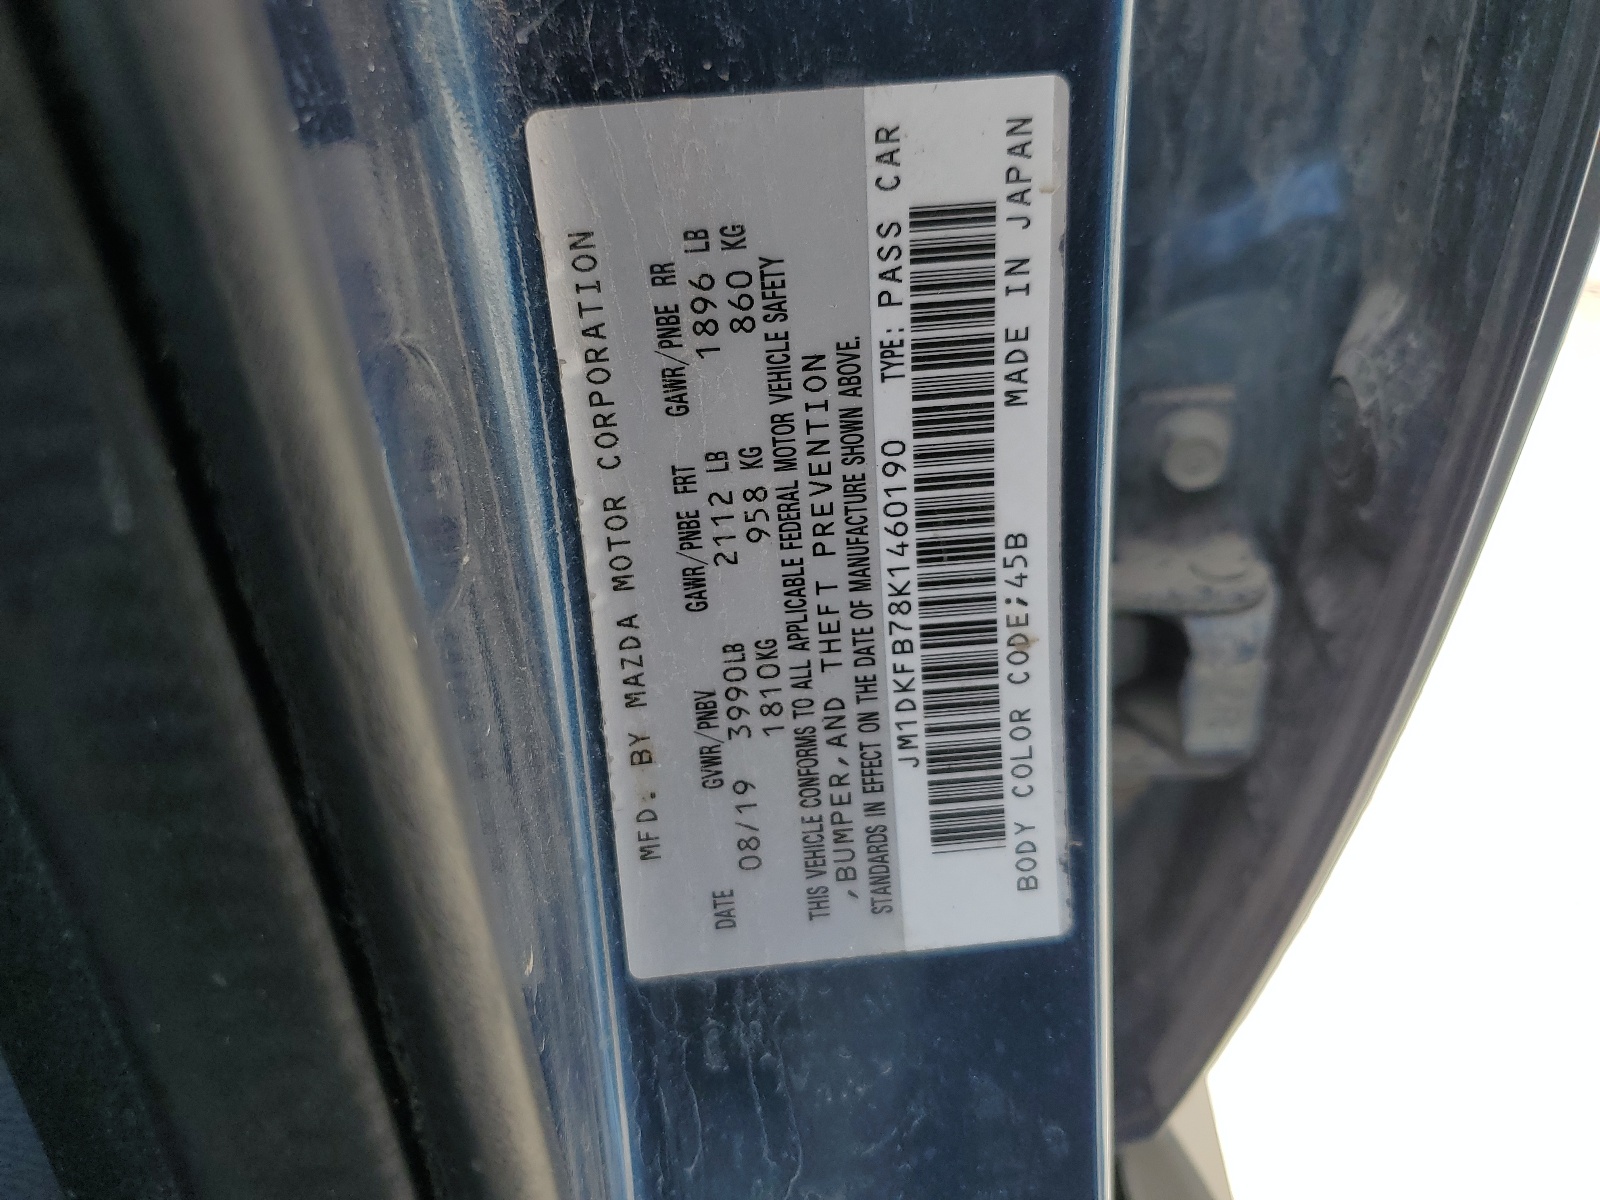 MFD: BY MAZDA MOTOR CORPORATION
DATE GVWR/PNBV GAWR/PNBE FRT GAWR/PNBE RR
08/19 3990LB 2112 LB 1896 LB
1810KG 958 KG 860 KG
THIS VEHICLE CONFORMS TO ALL APPLICABLE FEDERAL MOTOR VEHICLE SAFETY
,BUMPER,AND THEFT PREVENTION
STANDARDS IN EFFECT ON THE DATE OF MANUFACTURE SHOWN ABOVE.
JM1DKFB78K1460190 TYPE: PASS CAR
BODY COLOR CODE;45B MADE IN JAPAN